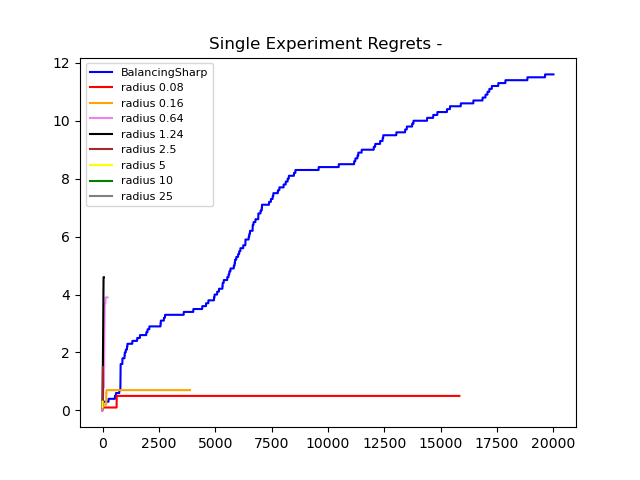 Single Experiment Regrets -
12
10
8
6
4
2
0
BalancingSharp
radius 0.08
radius 0.16
radius 0.64
radius 1.24
radius 2.5
radius 5
radius 10
radius 25
0 2500 5000 7500 10000 12500 15000 17500 20000